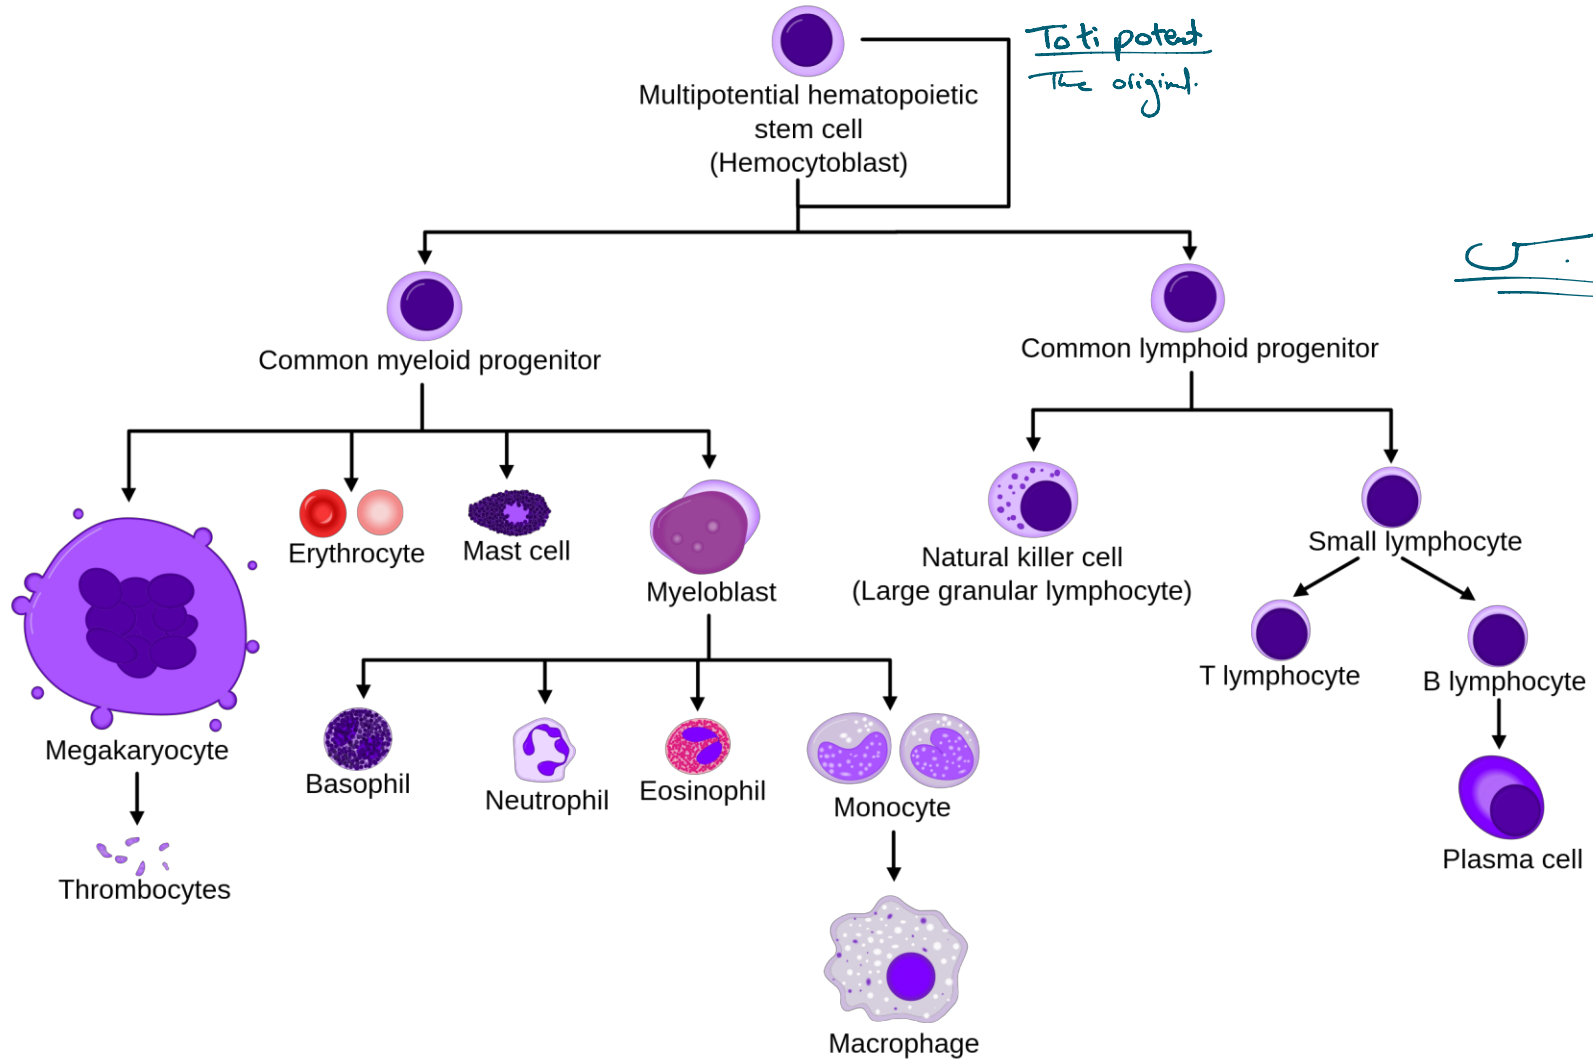 Toti potent
The original.
Multipotential hematopoietic
stem cell
(Hemocytoblast)
Common myeloid progenitor
Common lymphoid progenitor
Erythrocyte
Mast cell
Myeloblast
Natural killer cell
(Large granular lymphocyte)
Small lymphocyte
T lymphocyte
B lymphocyte
Megakaryocyte
Basophil
Neutrophil
Eosinophil
Monocyte
Thrombocytes
Plasma cell
Macrophage